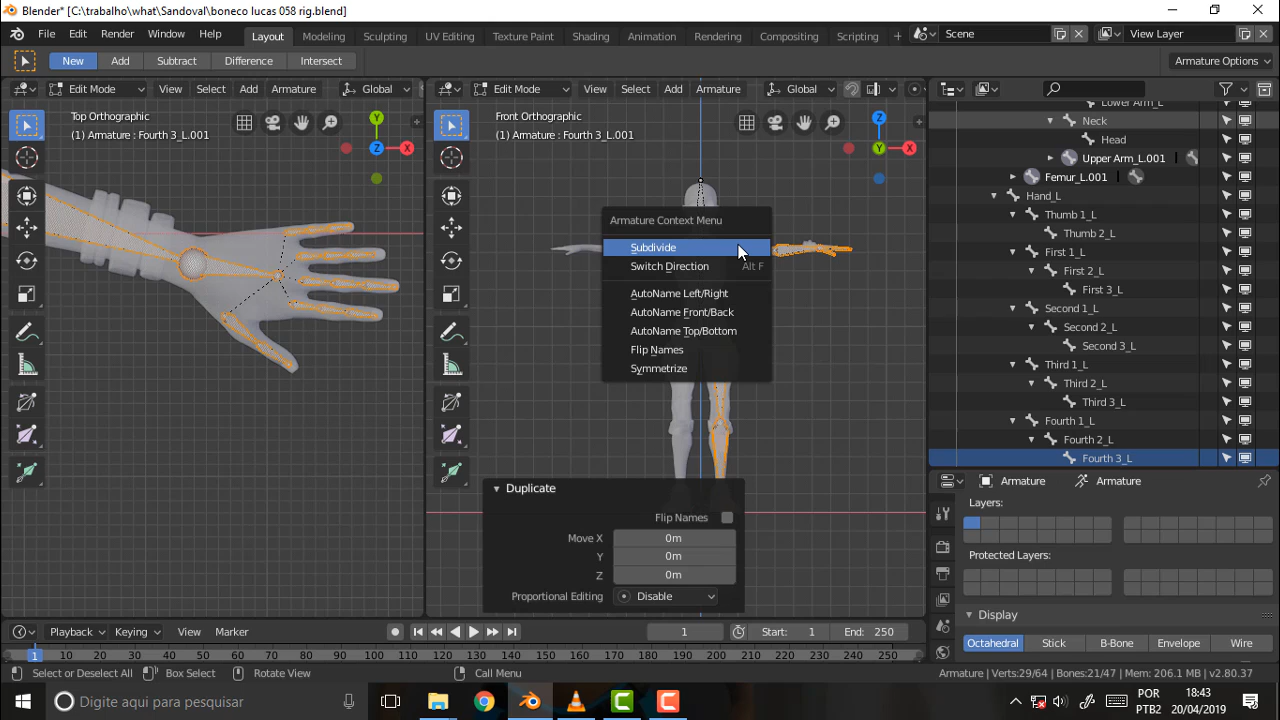 Blender* [C:\trabalho\what\Sandoval\boneco lucas 058 rig.blend]
File Edit Render Window Help Layout Modeling Sculpting UV Editing Texture Paint Shading Animation Rendering Compositing Scripting + Scene View Layer
New Add Subtract Difference Intersect Armature Options
Edit Mode View Select Add Armature Global
Edit Mode View Select Add Armature Global
Top Orthographic
(1) Armature : Fourth 3_L.001
Y
Z
X
Front Orthographic
(1) Armature : Fourth 3_L.001
Z
Y
X
Armature Context Menu
Subdivide
Switch Direction Alt F
AutoName Left/Right
AutoName Front/Back
AutoName Top/Bottom
Flip Names
Symmetrize
Duplicate
Flip Names
Move X 0m
Y 0m
Z 0m
Proportional Editing Disable
Lower Arm_L
Neck
Head
Upper Arm_L.001
Femur_L.001
Hand_L
Thumb 1_L
Thumb 2_L
First 1_L
First 2_L
First 3_L
Second 1_L
Second 2_L
Second 3_L
Third 1_L
Third 2_L
Third 3_L
Fourth 1_L
Fourth 2_L
Fourth 3_L
Armature Armature
Layers:
Protected Layers:
Display
Octahedral Stick B-Bone Envelope Wire
Playback Keying View Marker 1 Start: 1 End: 250
1 10 20 30 40 50 60 70 80 90 100 110 120 130 140 150 160 170 180 190 200 210 220 230 240 250
Select or Deselect All Box Select Rotate View Call Menu Armature | Verts:29/64 | Bones:21/47 | Mem: 206.1 MB | v2.80.37
Digite aqui para pesquisar
POR
PTB2
18:43
20/04/2019